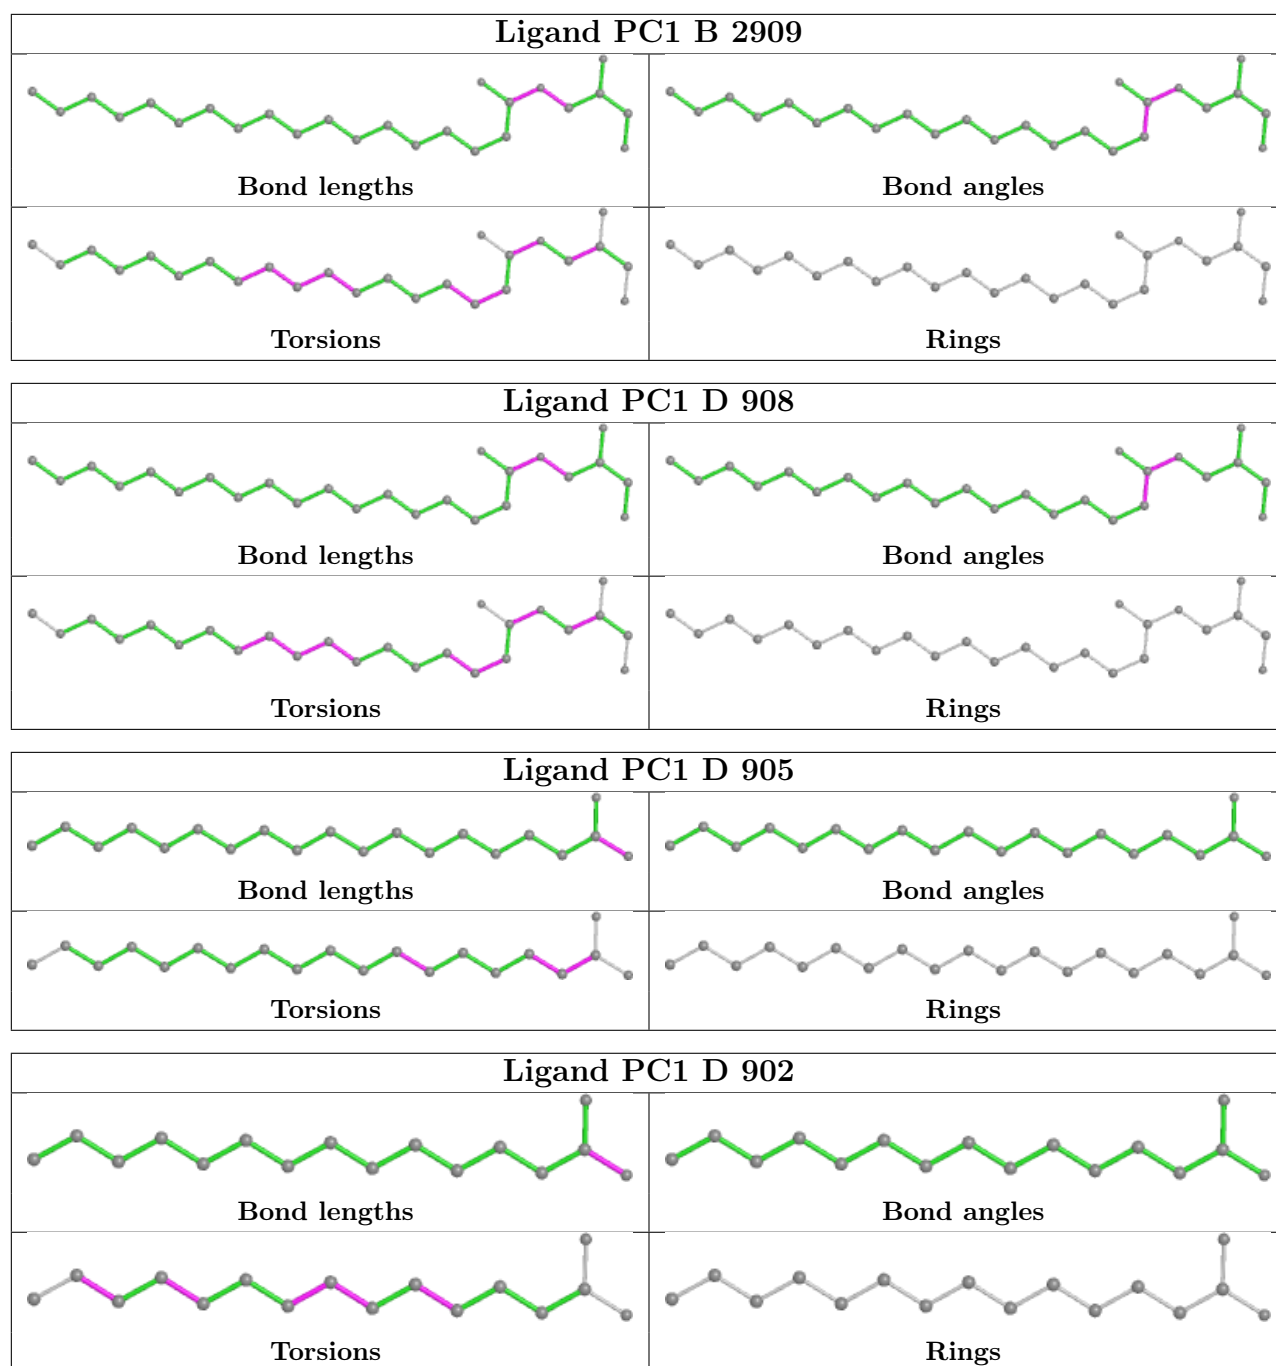 Ligand PC1 B 2909
Bond lengths Bond angles
Torsions Rings
Ligand PC1 D 908
Bond lengths Bond angles
Torsions Rings
Ligand PC1 D 905
Bond lengths Bond angles
Torsions Rings
Ligand PC1 D 902
Bond lengths Bond angles
Torsions Rings